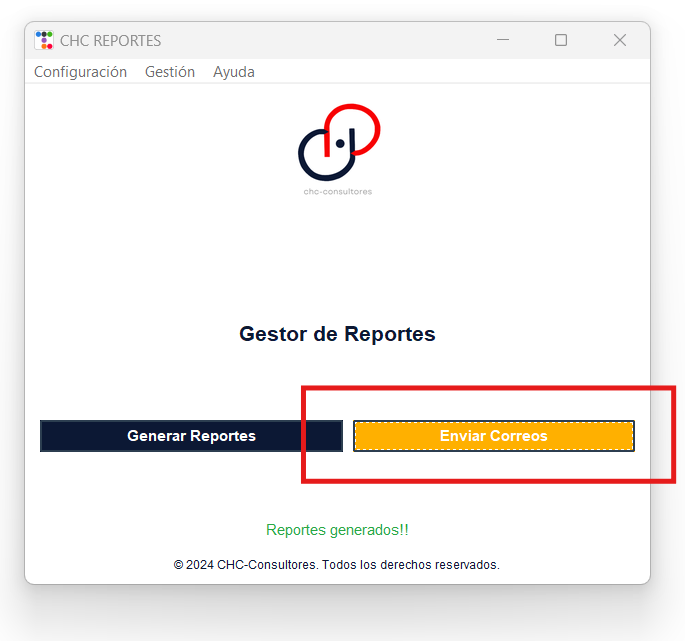 CHC REPORTES
Configuración Gestión Ayuda
chc-consultores
Gestor de Reportes
Generar Reportes Enviar Correos
Reportes generados!!
© 2024 CHC-Consultores. Todos los derechos reservados.